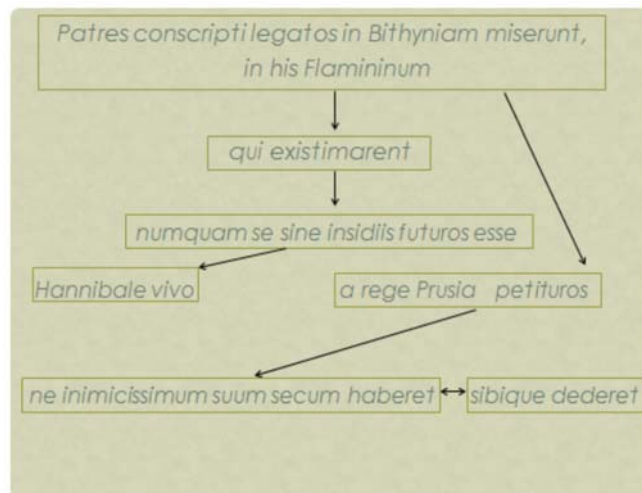 Patres conscripti legatos in Bithyniam miserunt,
in his Flamininum
qui existimarent
numquam se sine insidiis futuros esse
Hannibale vivo
a rege Prusia petituros
ne inimicissimum suum secum haberet
sibique dederet